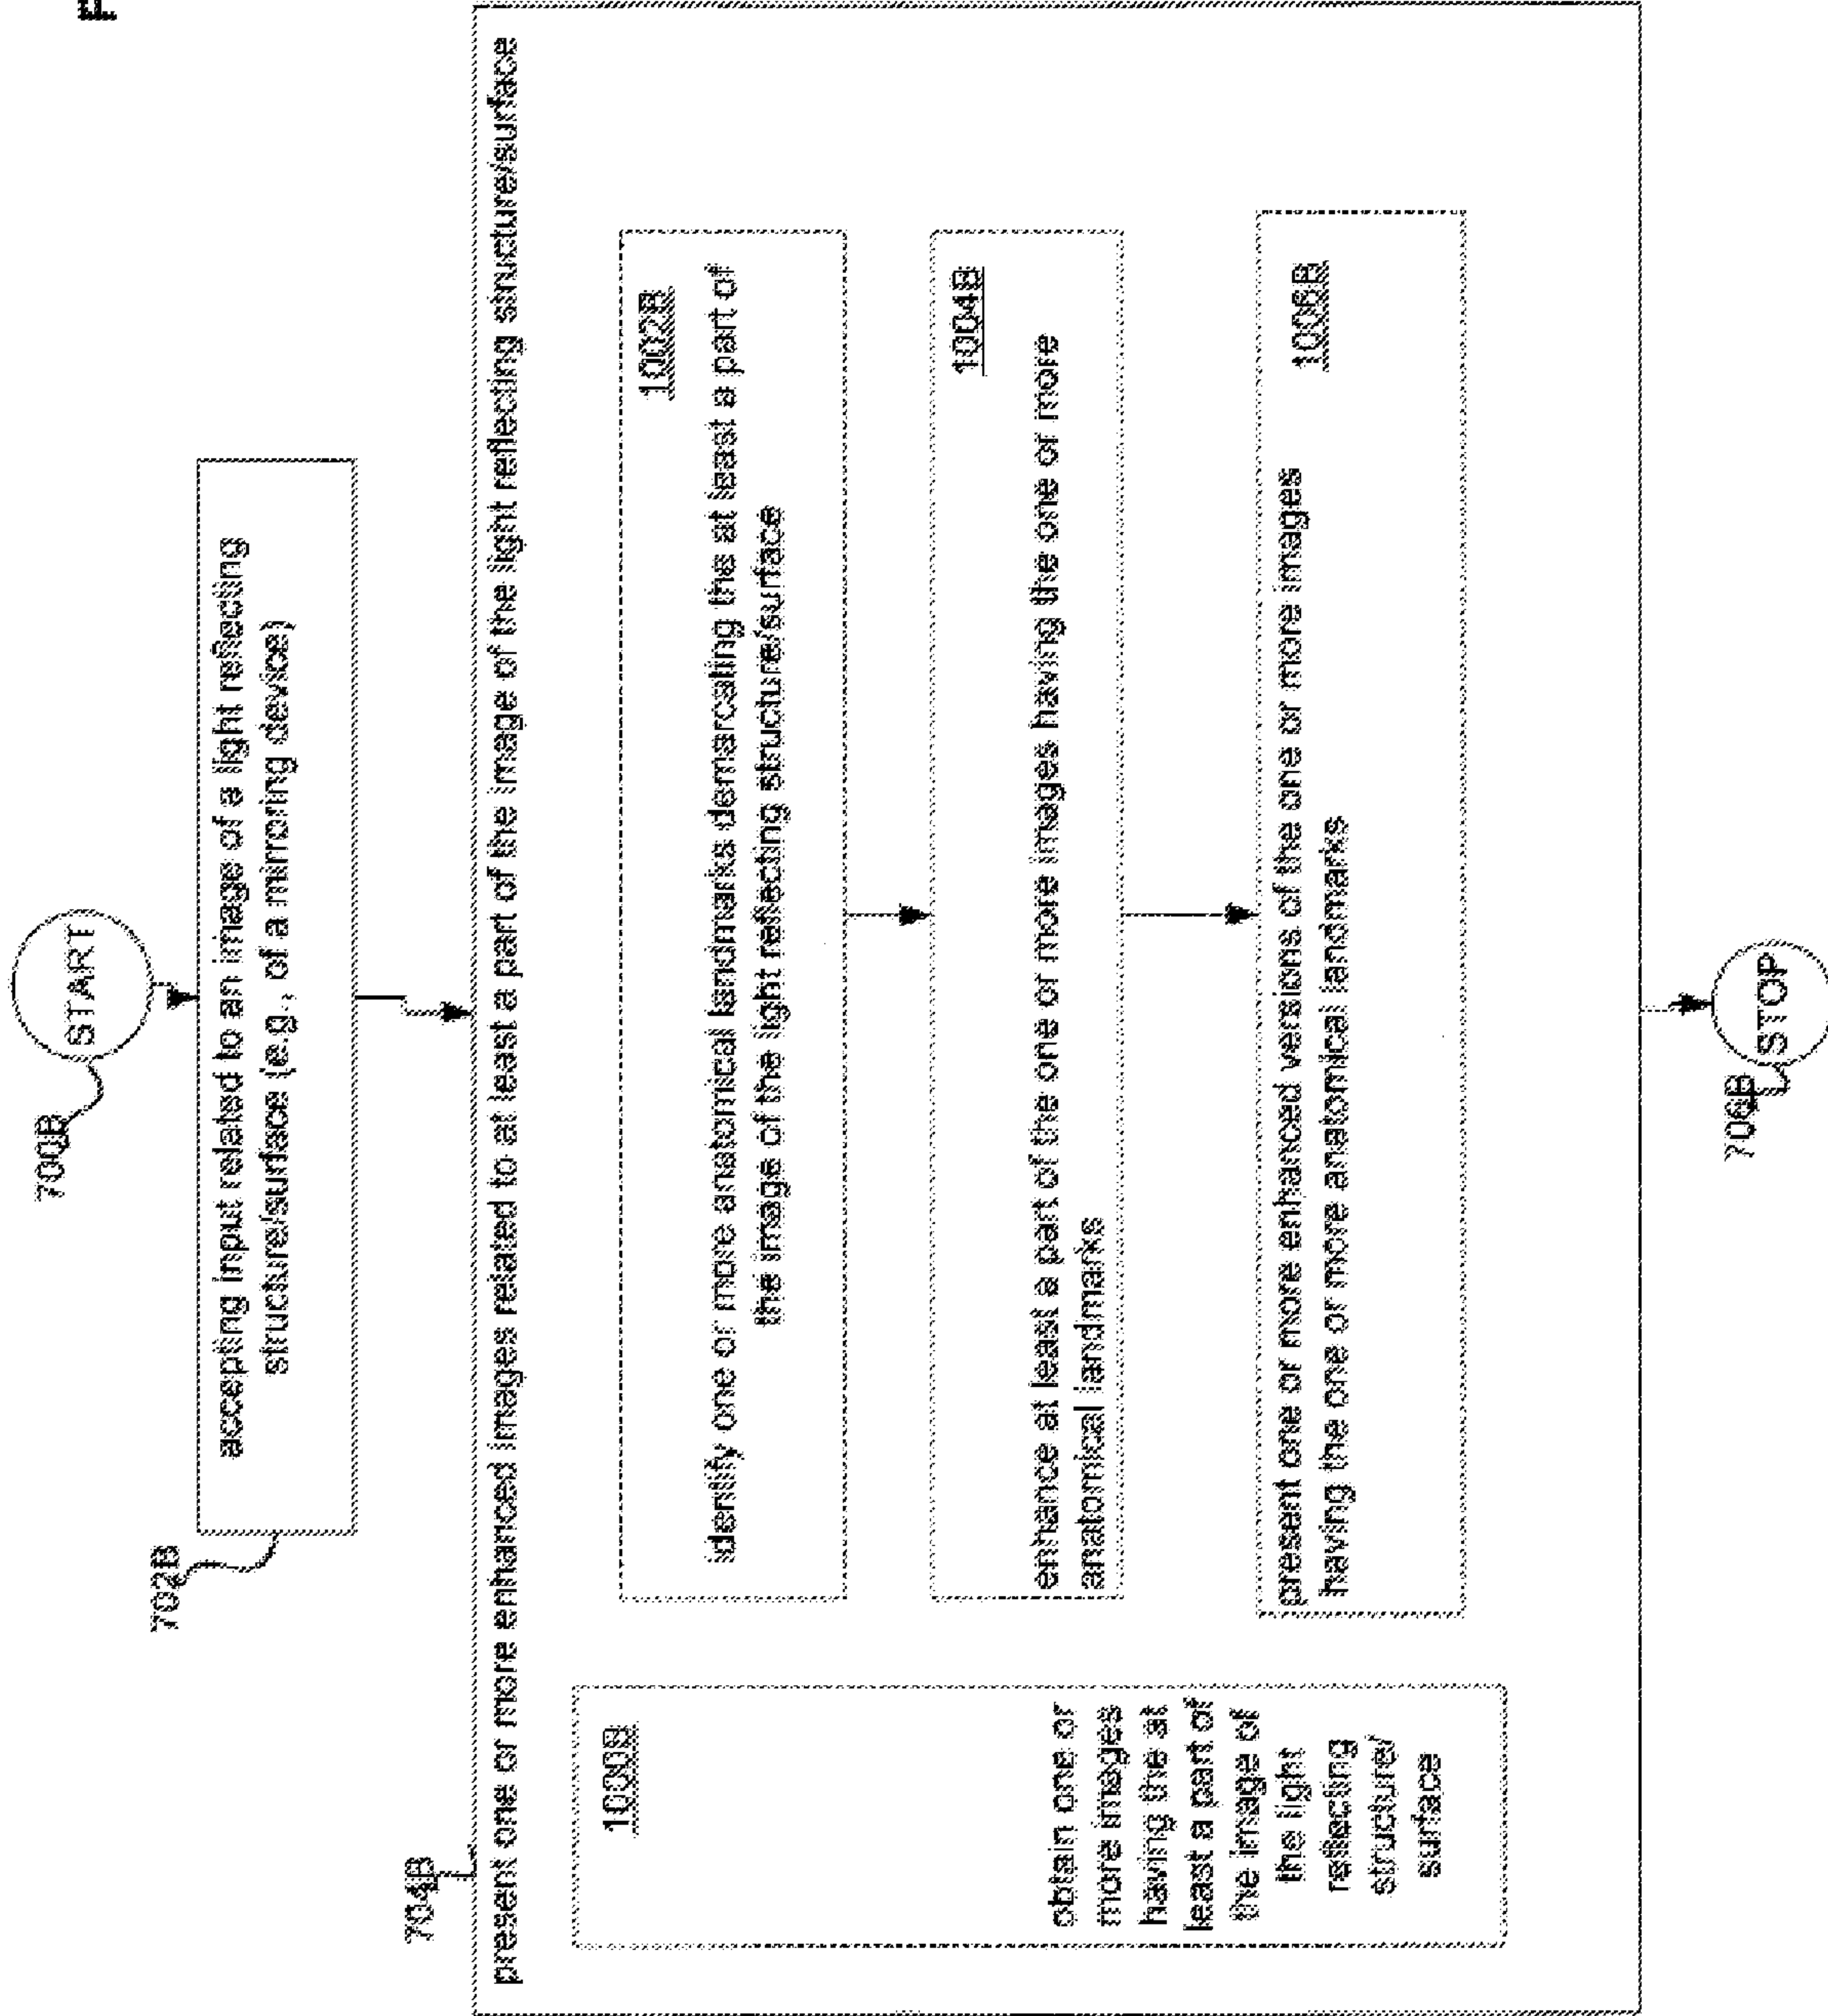 700B
START
702B
accepting input related to an image of a light reflecting
structure/surface (e.g., of a mirroring device)
704B
present one or more enhanced images related to at least a part of the image of the light reflecting structure/surface
1000B
obtain one or
more images
having the at
least a part of
the image of
the light
reflecting
structure/
surface
1002B
identify one or more anatomical landmarks demarcating the at least a part of
the image of the light reflecting structure/surface
1004B
enhance at least a part of the one or more images having the one or more
anatomical landmarks
1006B
present one or more enhanced versions of the one or more images
having the one or more anatomical landmarks
706B
STOP